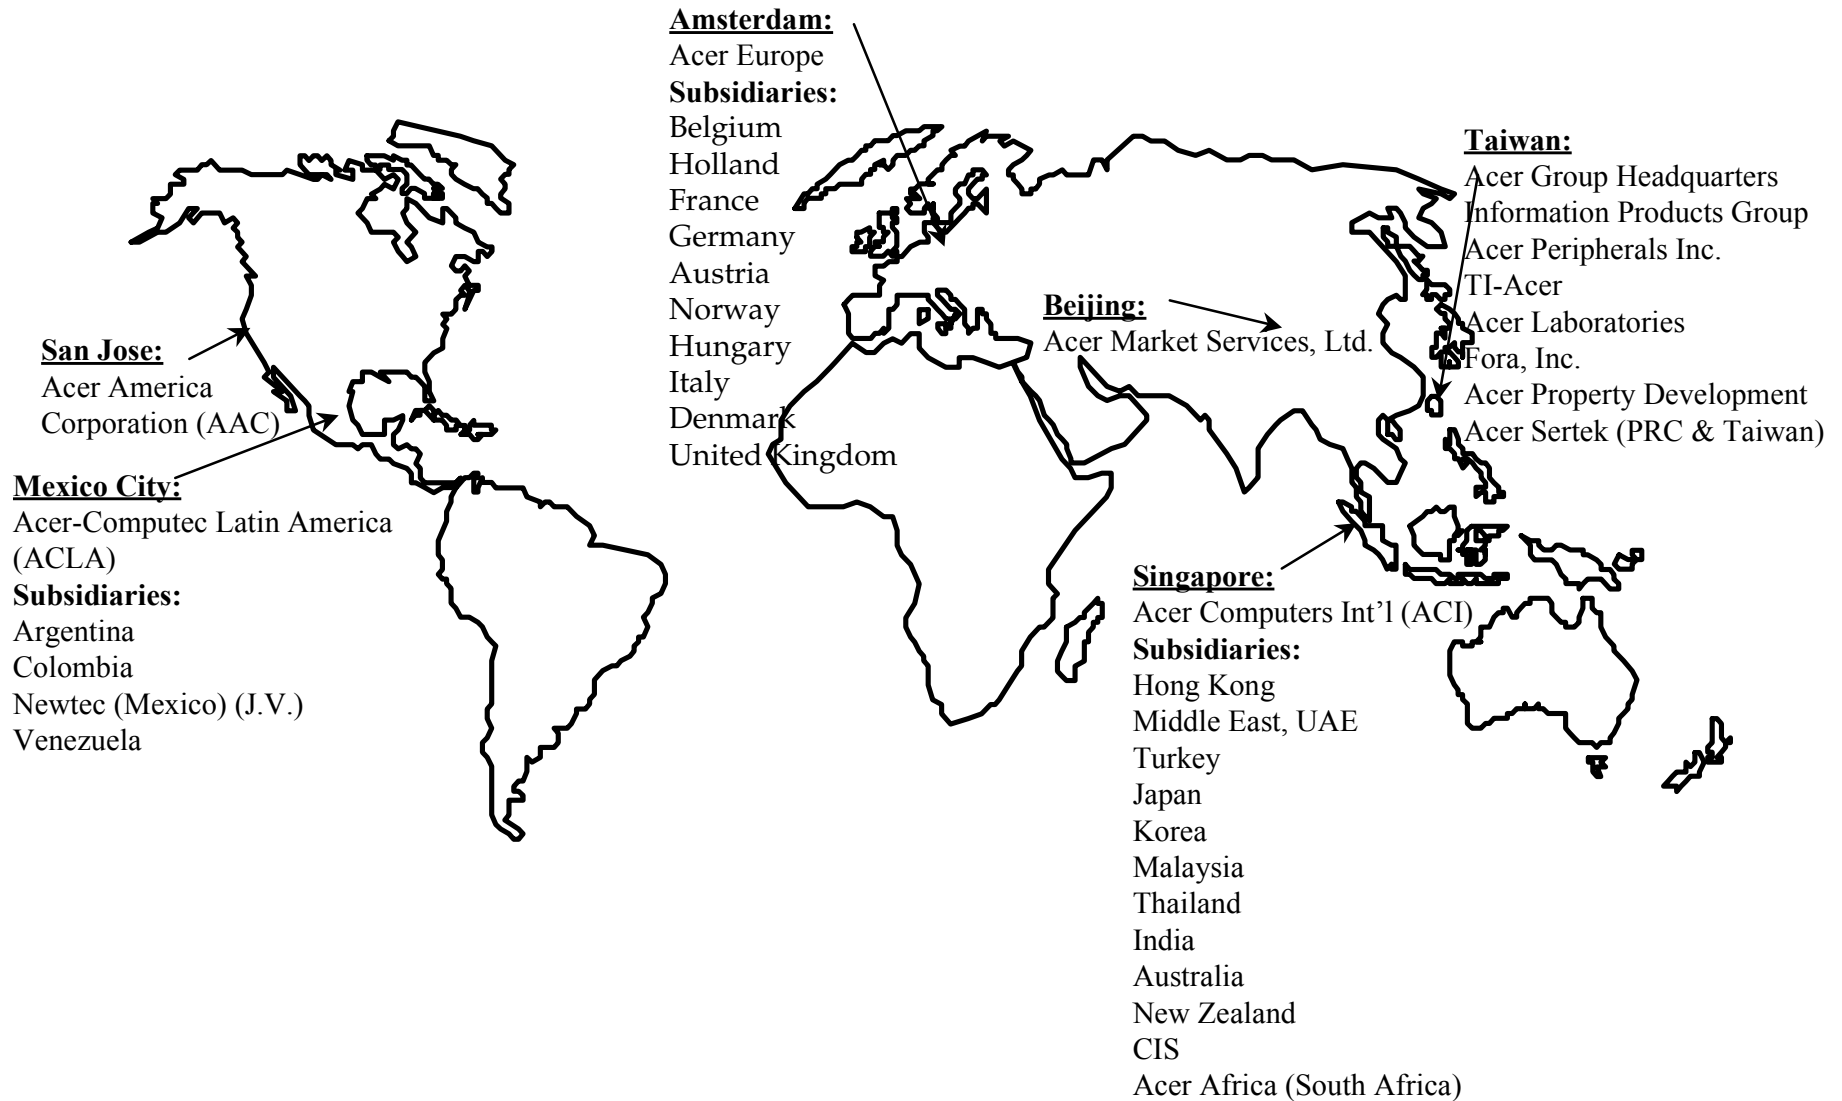 Amsterdam:
Acer Europe
Subsidiaries:
Belgium
Holland
France
Germany
Austria
Norway
Hungary
Italy
Denmark
United Kingdom
Taiwan:
Acer Group Headquarters
Information Products Group
Acer Peripherals Inc.
TI-Acer
Acer Laboratories
Fora, Inc.
Acer Property Development
Acer Sertek (PRC & Taiwan)
Beijing:
Acer Market Services, Ltd.
San Jose:
Acer America
Corporation (AAC)
Mexico City:
Acer-Computec Latin America
(ACLA)
Subsidiaries:
Argentina
Colombia
Newtec (Mexico) (J.V.)
Venezuela
Singapore:
Acer Computers Int’l (ACI)
Subsidiaries:
Hong Kong
Middle East, UAE
Turkey
Japan
Korea
Malaysia
Thailand
India
Australia
New Zealand
CIS
Acer Africa (South Africa)